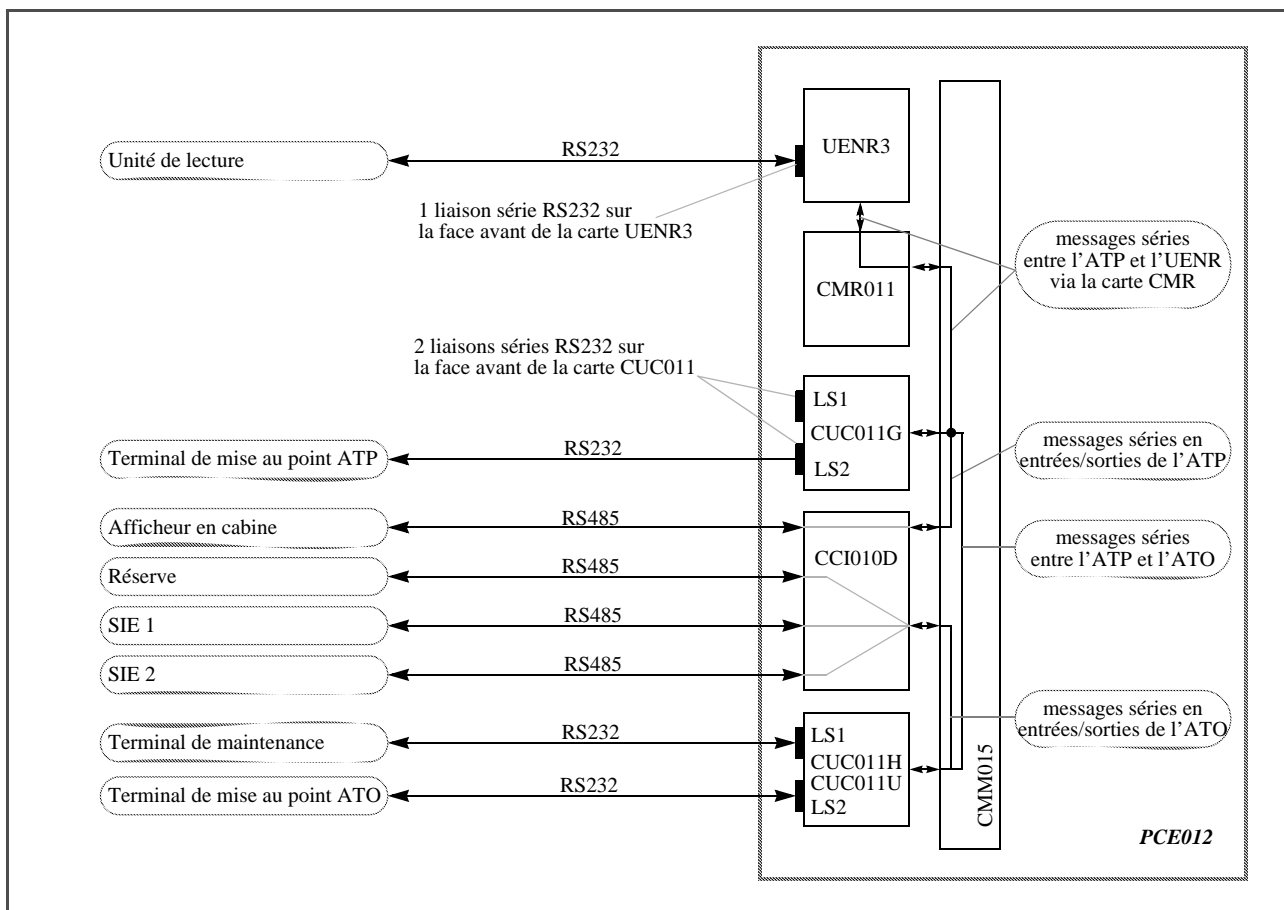 UENR3
Unité de lecture
RS232
1 liaison série RS232 sur
la face avant de la carte UENR3
messages séries
entre l'ATP et l'UENR
via la carte CMR
CMR011
2 liaisons séries RS232 sur
la face avant de la carte CUC011
LS1
CUC011G
LS2
Terminal de mise au point ATP
RS232
messages séries en
entrées/sorties de l'ATP
Afficheur en cabine
RS485
CCI010D
messages séries
entre l'ATP et l'ATO
Réserve
RS485
SIE 1
RS485
SIE 2
RS485
messages séries en
entrées/sorties de l'ATO
Terminal de maintenance
RS232
LS1
CUC011H
CUC011U
LS2
Terminal de mise au point ATO
RS232
CMM015
PCE012